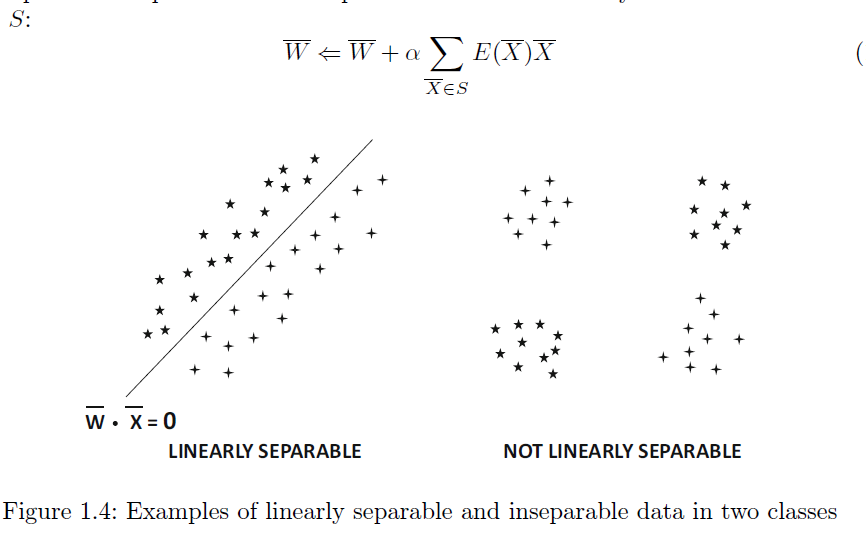 S:
W̅ ⇐ W̅ + α ∑ E(X̅)X̅
X̅∈S
(
W̅ · X̅ = 0
LINEARLY SEPARABLE
NOT LINEARLY SEPARABLE
Figure 1.4: Examples of linearly separable and inseparable data in two classes